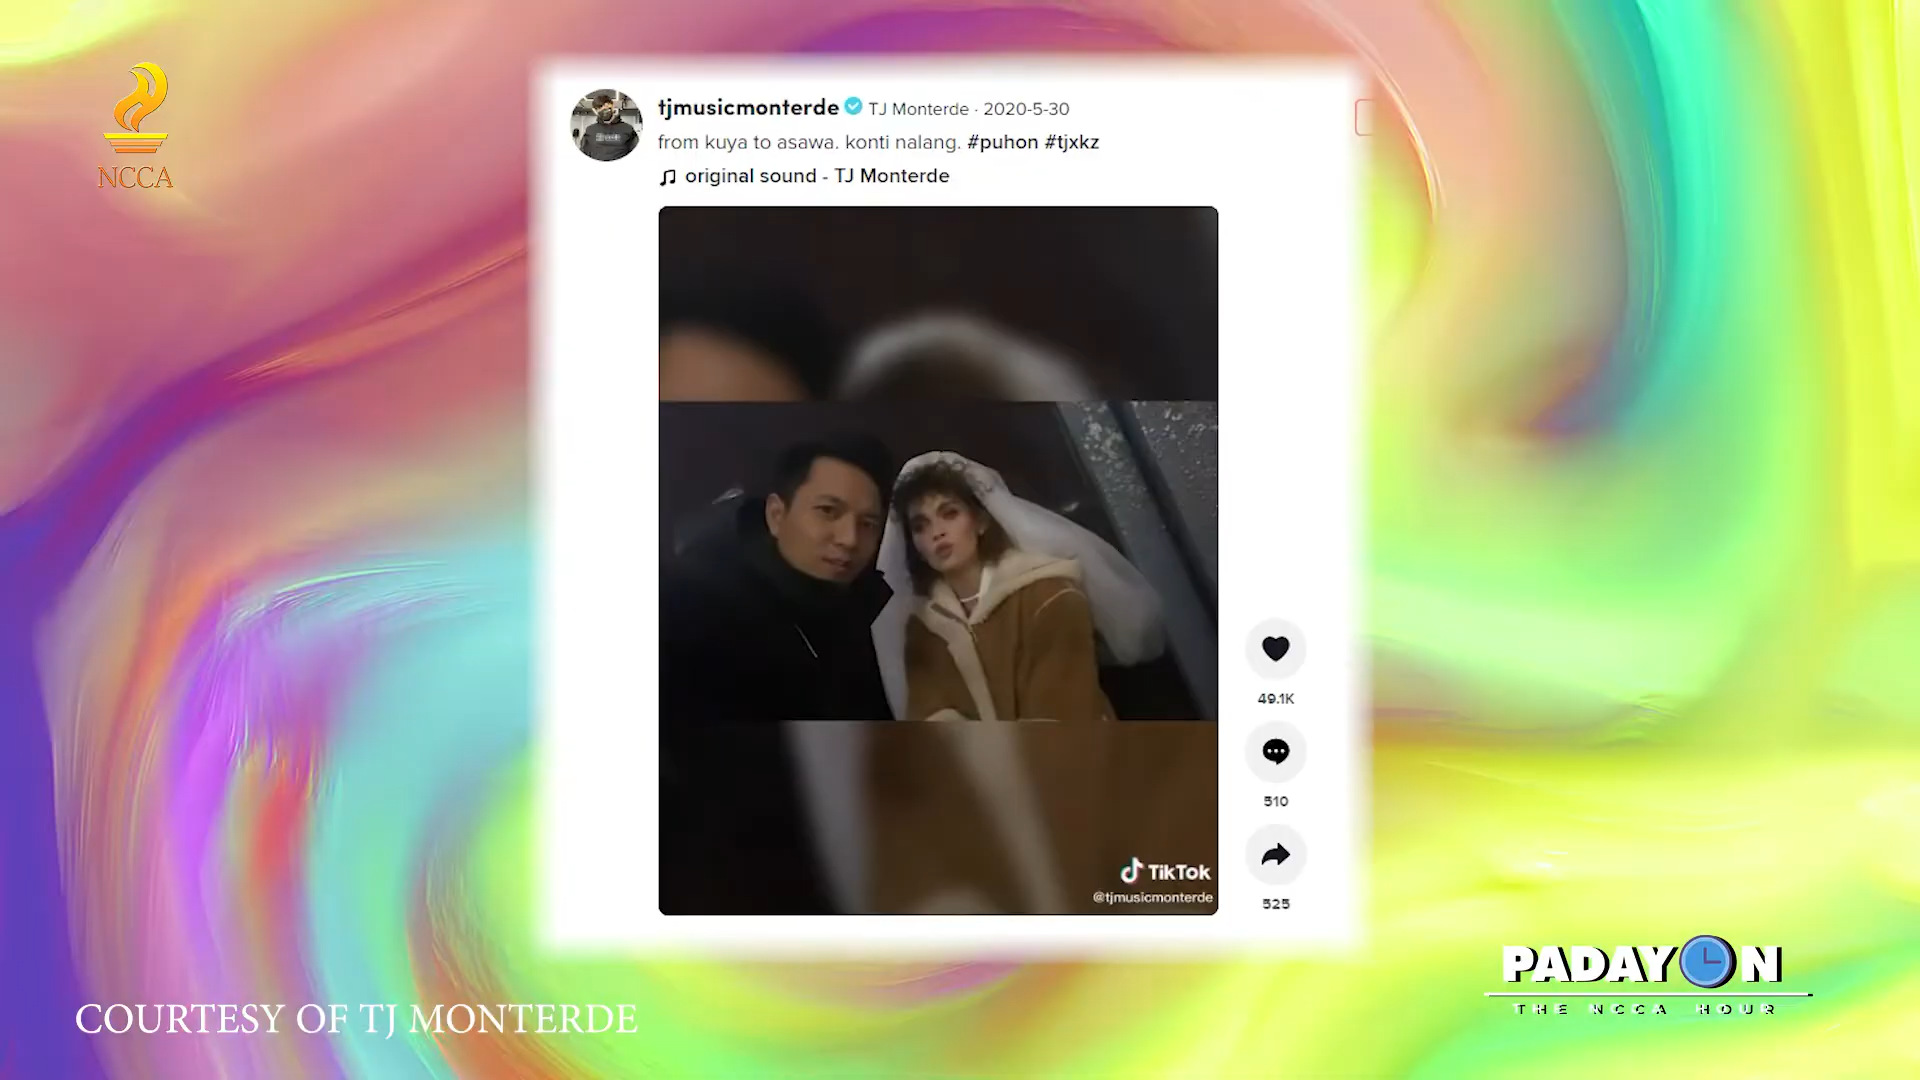 NCCA
tjmusicmonterde TJ Monterde · 2020-5-30
from kuya to asawa. konti nalang. #puhon #tjxkz
original sound - TJ Monterde
49.1K
510
525
TikTok
@tjmusicmonterde
COURTESY OF TJ MONTERDE
PADAYON
THE NCCA HOUR